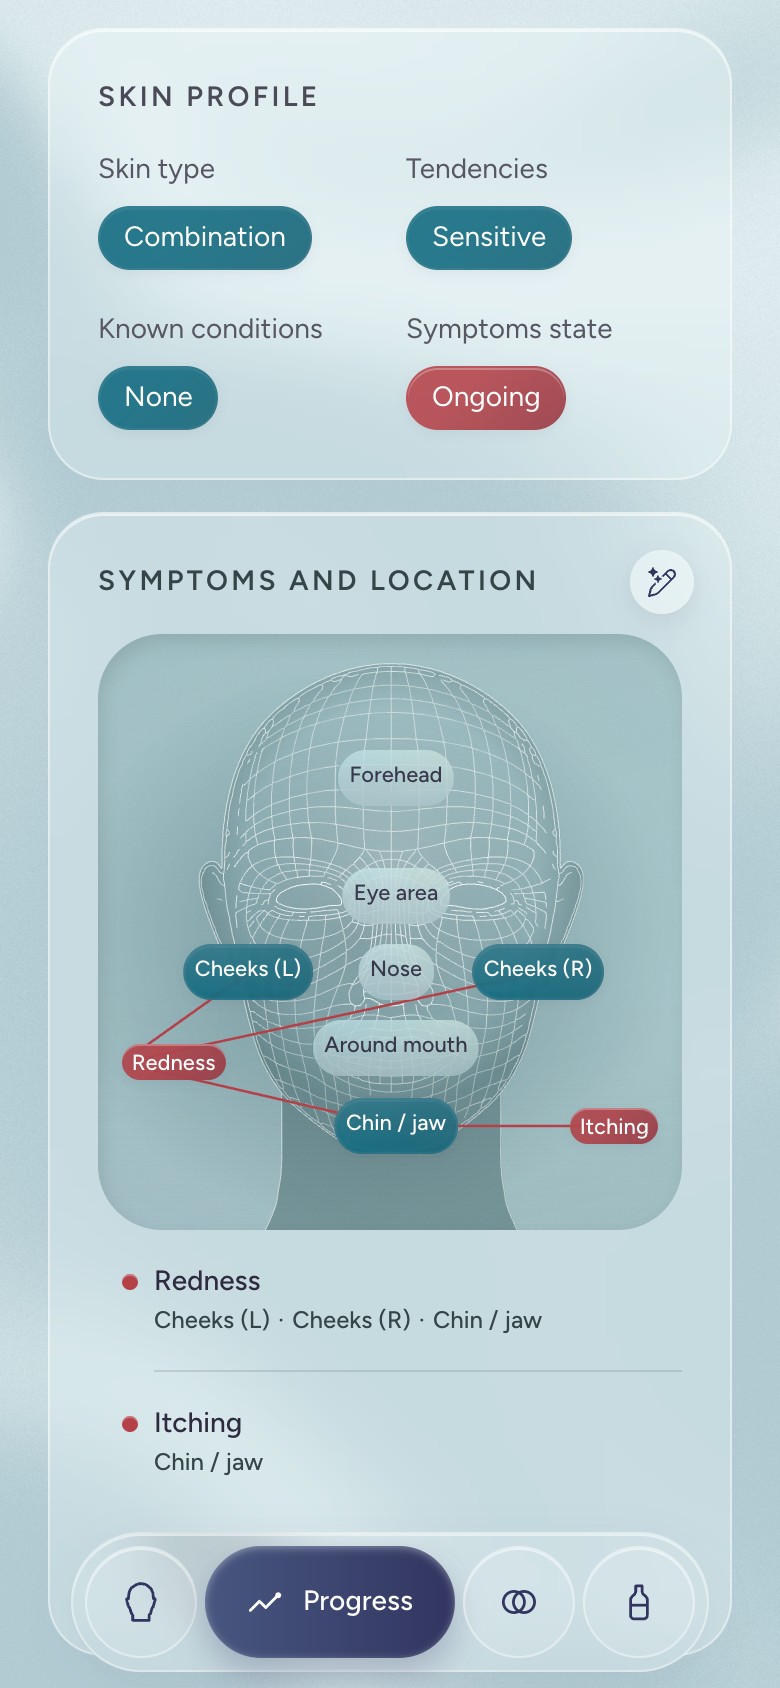 SKIN PROFILE
Skin type
Tendencies
Combination
Sensitive
Known conditions
Symptoms state
None
Ongoing
SYMPTOMS AND LOCATION
Forehead
Eye area
Cheeks (L)
Nose
Cheeks (R)
Around mouth
Redness
Chin / jaw
Itching
Redness
Cheeks (L) · Cheeks (R) · Chin / jaw
Itching
Chin / jaw
Progress